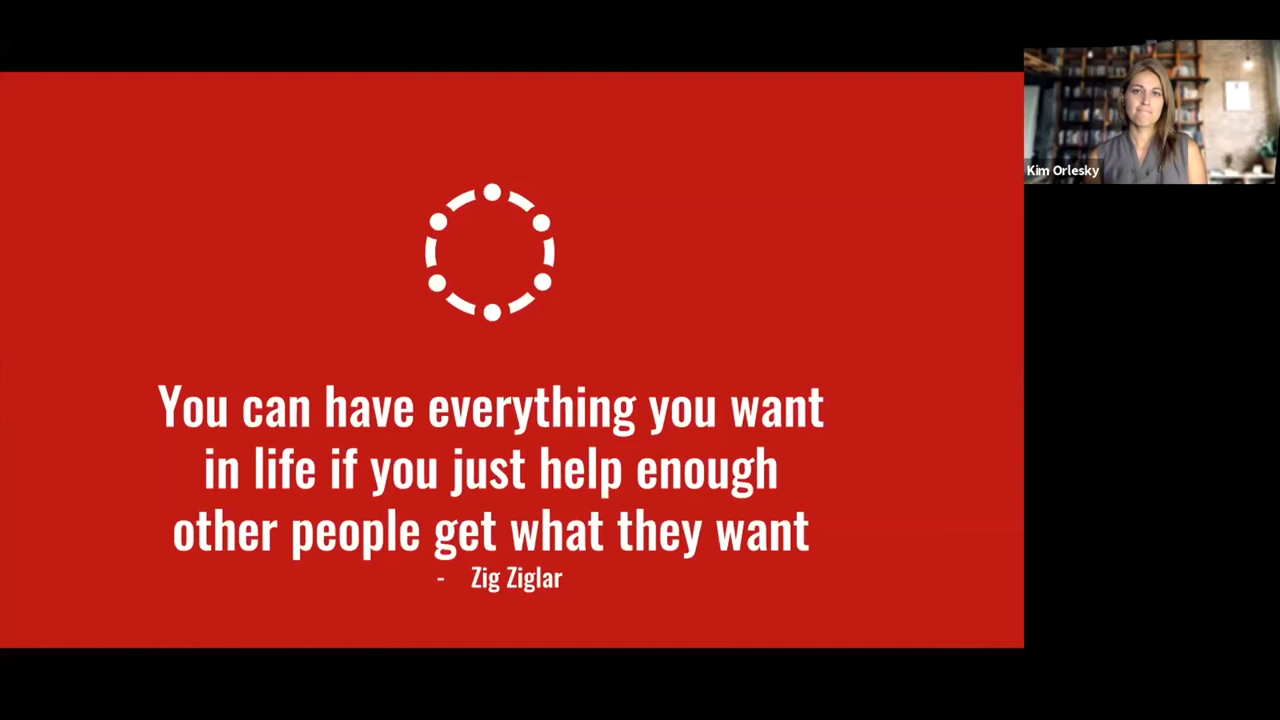 You can have everything you want
in life if you just help enough
other people get what they want
- Zig Ziglar
Kim Orlesky